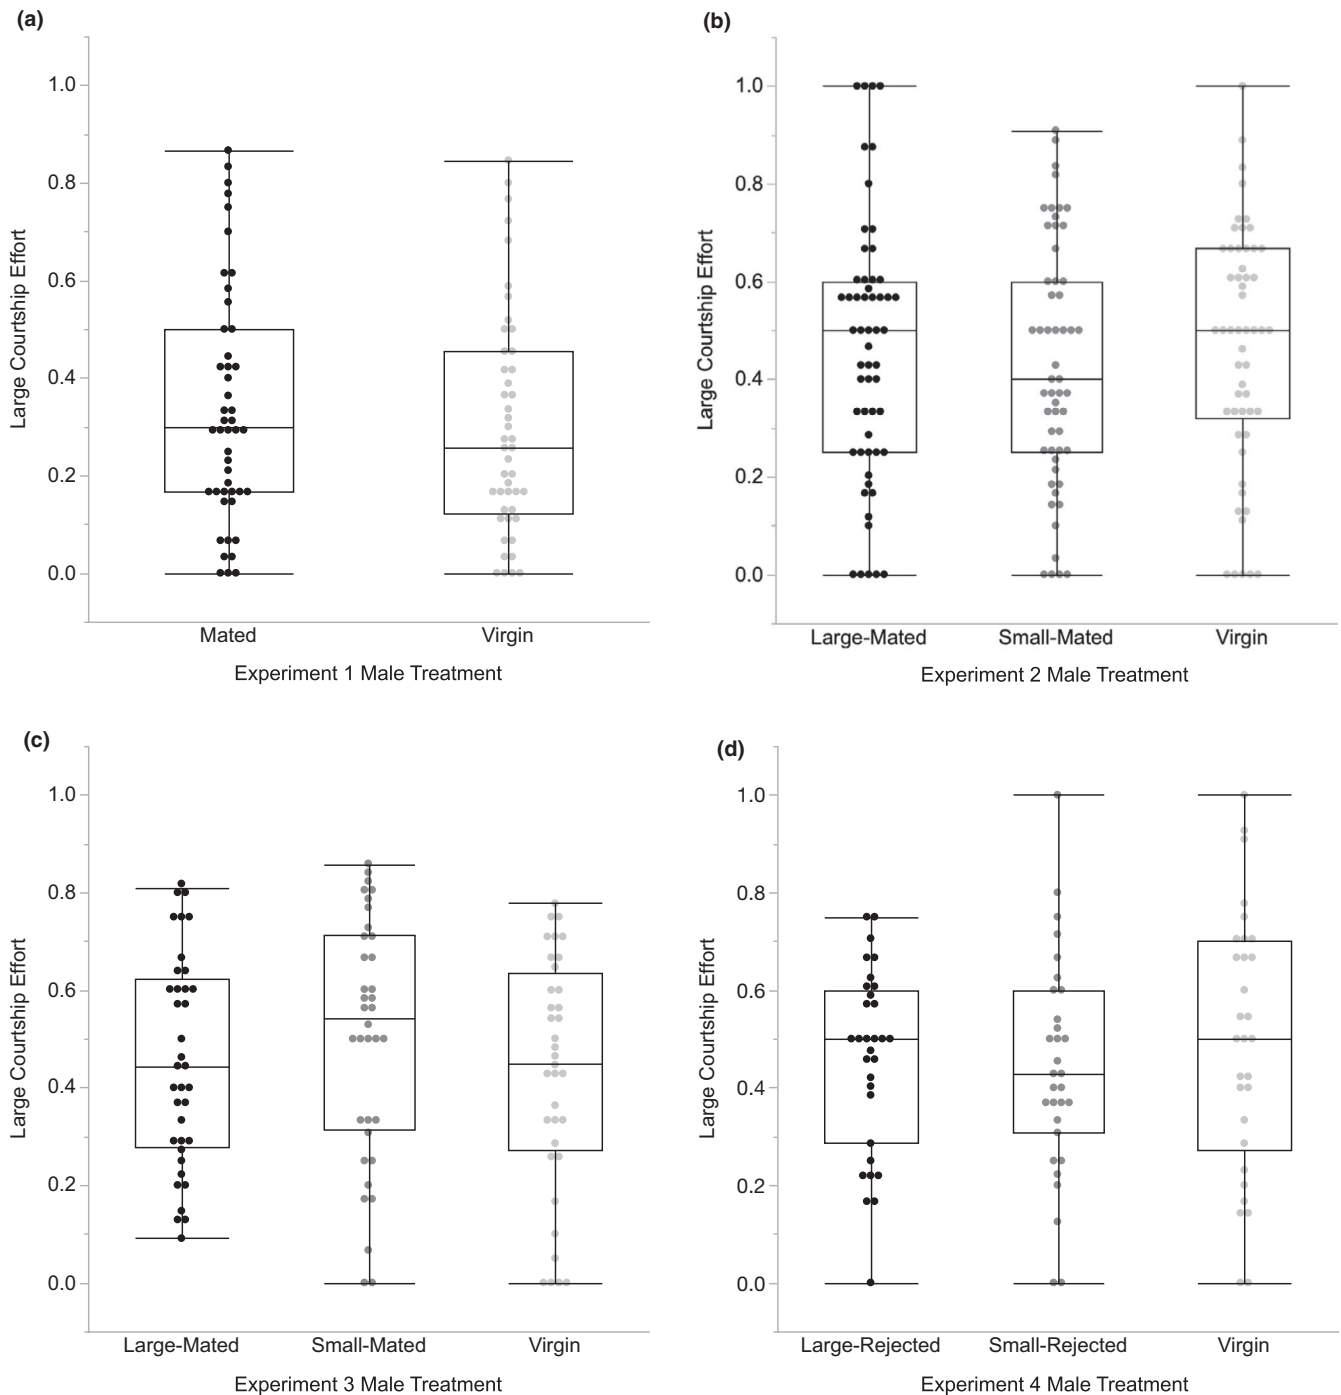 (a)
Large Courtship Effort
1.0
0.8
0.6
0.4
0.2
0.0
Mated Virgin
Experiment 1 Male Treatment
(b)
Large Courtship Effort
1.0
0.8
0.6
0.4
0.2
0.0
Large-Mated Small-Mated Virgin
Experiment 2 Male Treatment
(c)
Large Courtship Effort
1.0
0.8
0.6
0.4
0.2
0.0
Large-Mated Small-Mated Virgin
Experiment 3 Male Treatment
(d)
Large Courtship Effort
1.0
0.8
0.6
0.4
0.2
0.0
Large-Rejected Small-Rejected Virgin
Experiment 4 Male Treatment